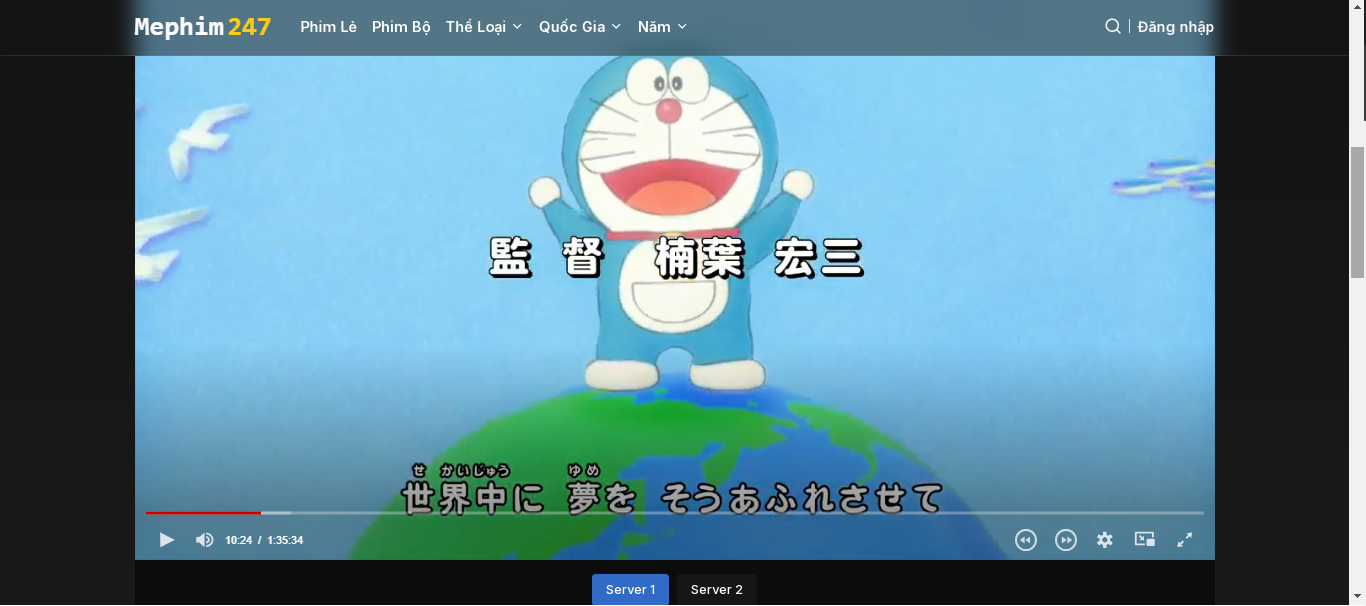 Mephim 247 Phim Lẻ Phim Bộ Thể Loại Quốc Gia Năm Đăng nhập
監督 楠葉 宏三
せ かいじゅう ゆめ
世界中に 夢を そうあふれさせて
10:24 / 1:35:34
Server 1 Server 2